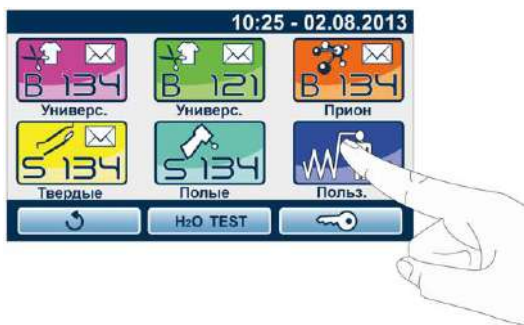 10:25 - 02.08.2013
B 134 B 121 B 134
Универс. Универс. Прион
S 134 S 134
Твердые Полые Польз.
H2O TEST